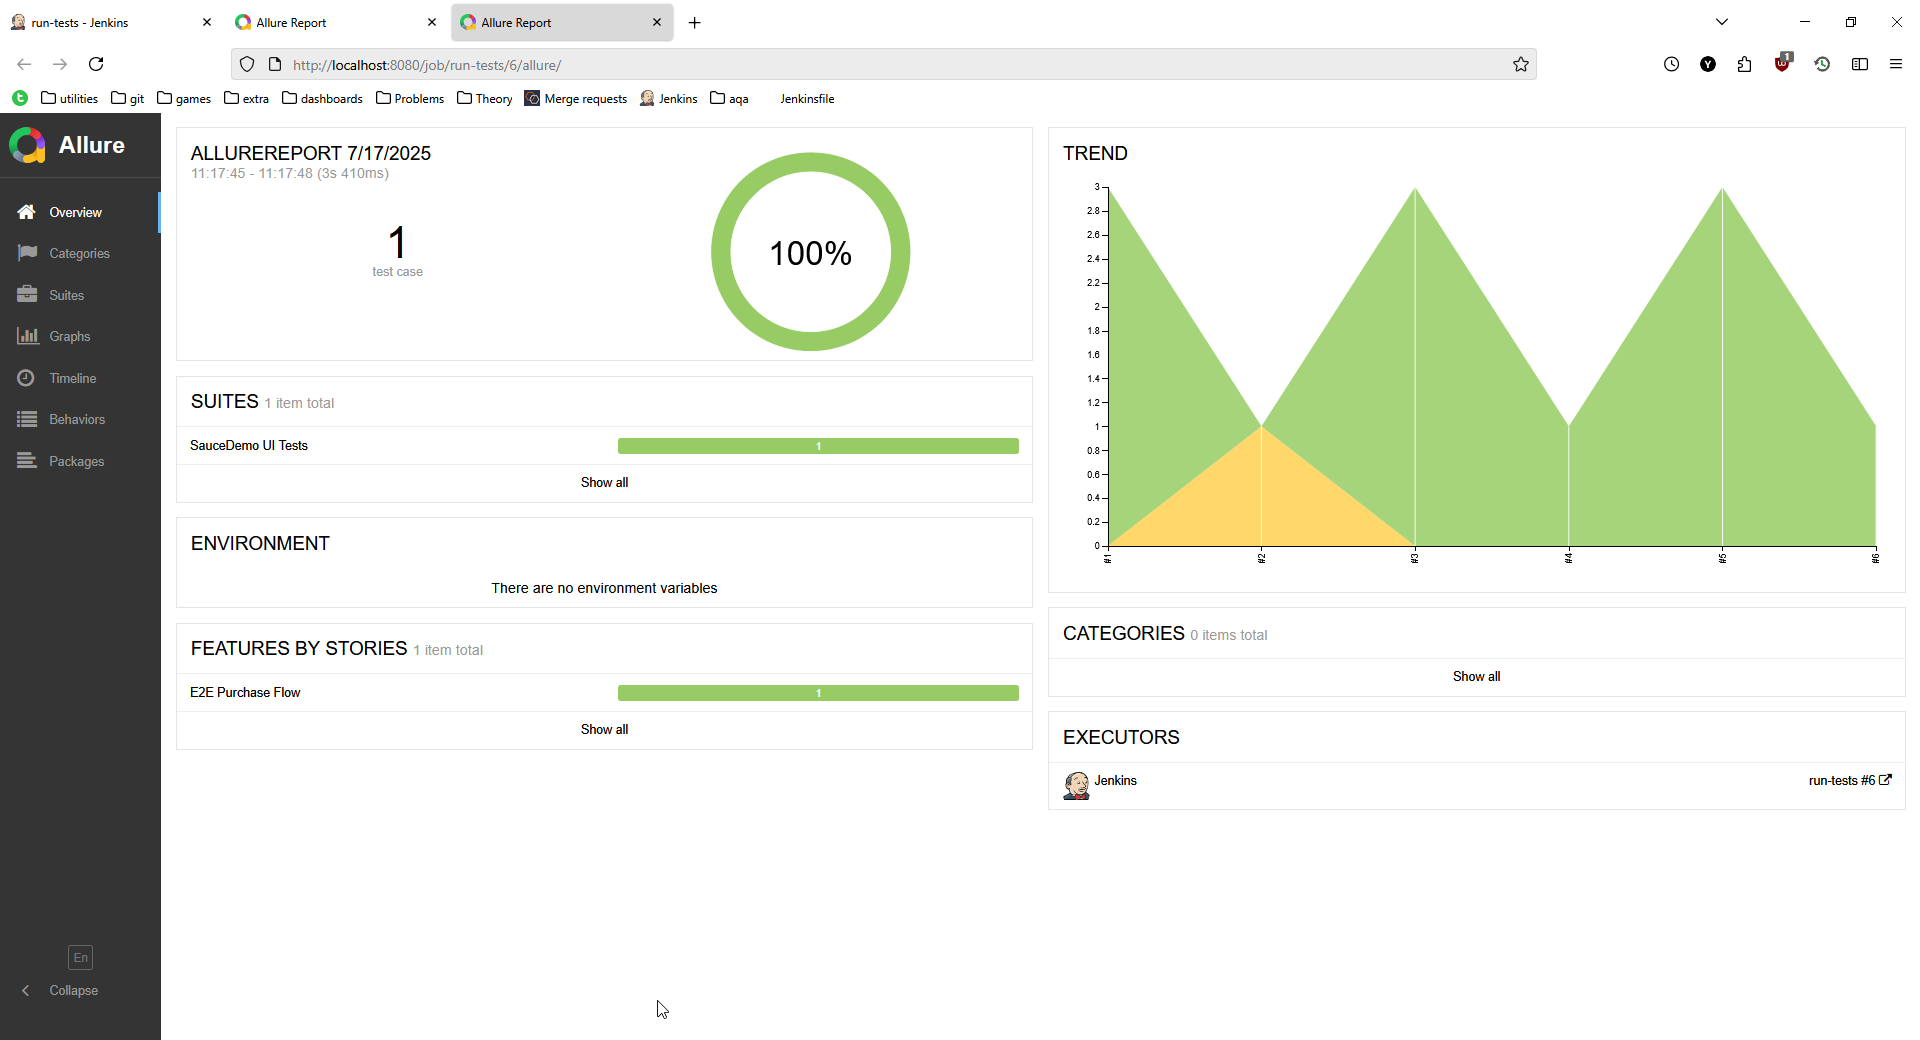 run-tests - Jenkins
Allure Report
Allure Report
http://localhost:8080/job/run-tests/6/allure/
Y
1
utilities
git
games
extra
dashboards
Problems
Theory
Merge requests
Jenkins
aqa
Jenkinsfile
Allure
Overview
Categories
Suites
Graphs
Timeline
Behaviors
Packages
En
Collapse
ALLUREREPORT 7/17/2025
11:17:45 - 11:17:48 (3s 410ms)
1
test case
100%
SUITES 1 item total
SauceDemo UI Tests
1
Show all
ENVIRONMENT
There are no environment variables
FEATURES BY STORIES 1 item total
E2E Purchase Flow
1
Show all
TREND
3
2.8
2.6
2.4
2.2
2
1.8
1.6
1.4
1.2
1
0.8
0.6
0.4
0.2
0
#1
#2
#3
#4
#5
#6
CATEGORIES 0 items total
Show all
EXECUTORS
Jenkins
run-tests #6